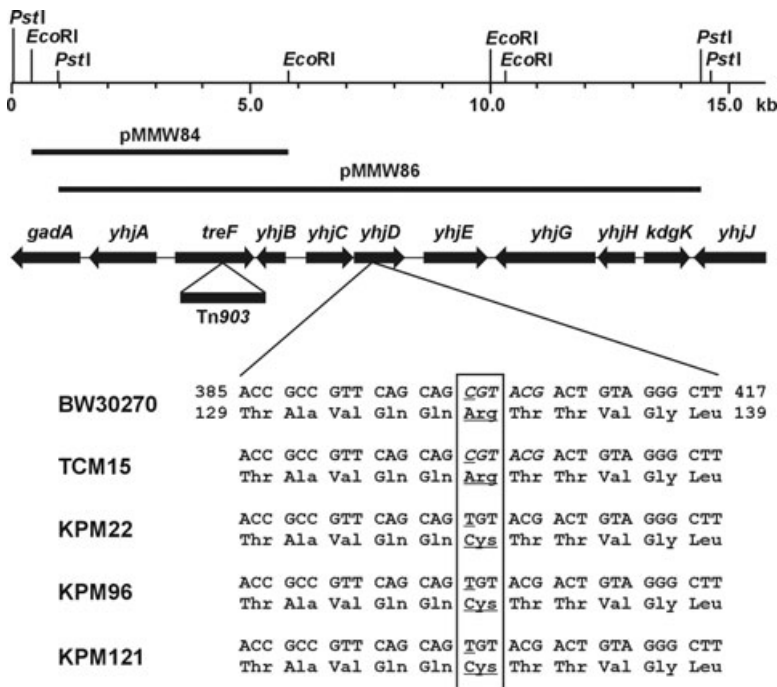 PstI
EcoRI
PstI
EcoRI
EcoRI
EcoRI
PstI
PstI
0 5.0 10.0 15.0 kb
pMMW84
pMMW86
gadA yhjA treF yhjB yhjC yhjD yhjE yhjG yhjH kdgK yhjJ
Tn903
BW30270
385 ACC GCC GTT CAG CAG CGT ACG ACT GTA GGG CTT 417
129 Thr Ala Val Gln Gln Arg Thr Thr Val Gly Leu 139
TCM15
ACC GCC GTT CAG CAG CGT ACG ACT GTA GGG CTT
Thr Ala Val Gln Gln Arg Thr Thr Val Gly Leu
KPM22
ACC GCC GTT CAG CAG TGT ACG ACT GTA GGG CTT
Thr Ala Val Gln Gln Cys Thr Thr Val Gly Leu
KPM96
ACC GCC GTT CAG CAG TGT ACG ACT GTA GGG CTT
Thr Ala Val Gln Gln Cys Thr Thr Val Gly Leu
KPM121
ACC GCC GTT CAG CAG TGT ACG ACT GTA GGG CTT
Thr Ala Val Gln Gln Cys Thr Thr Val Gly Leu